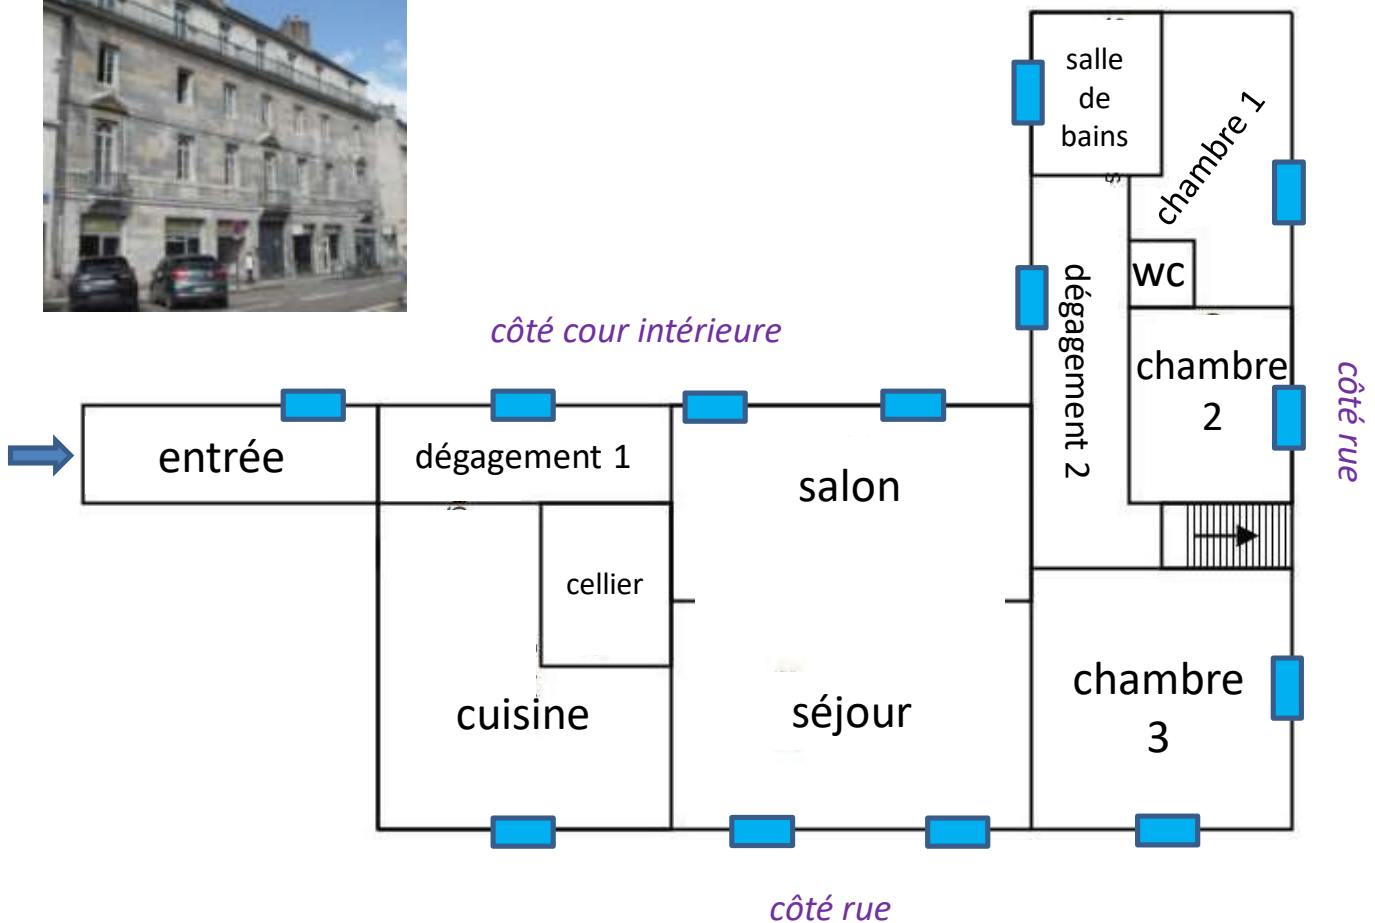 salle
de
bains
chambre 1
wc
dégagement 2
côté cour intérieure
chambre
2
côté rue
entrée
dégagement 1
salon
cellier
cuisine
séjour
chambre
3
côté rue